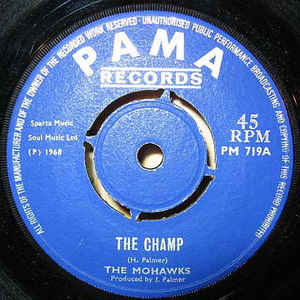 ALL RIGHTS OF THE MANUFACTURER AND OF THE OWNER OF THE RECORDED WORK RESERVED - UNAUTHORISED PUBLIC PERFORMANCE BROADCASTING AND COPYING OF THIS RECORD PROHIBITED
PAMA
RECORDS
Sparta Music
Soul Music Ltd
(P) 1968
45
RPM
PM 719A
THE CHAMP
(H. Palmer)
THE MOHAWKS
Produced by J. Palmer